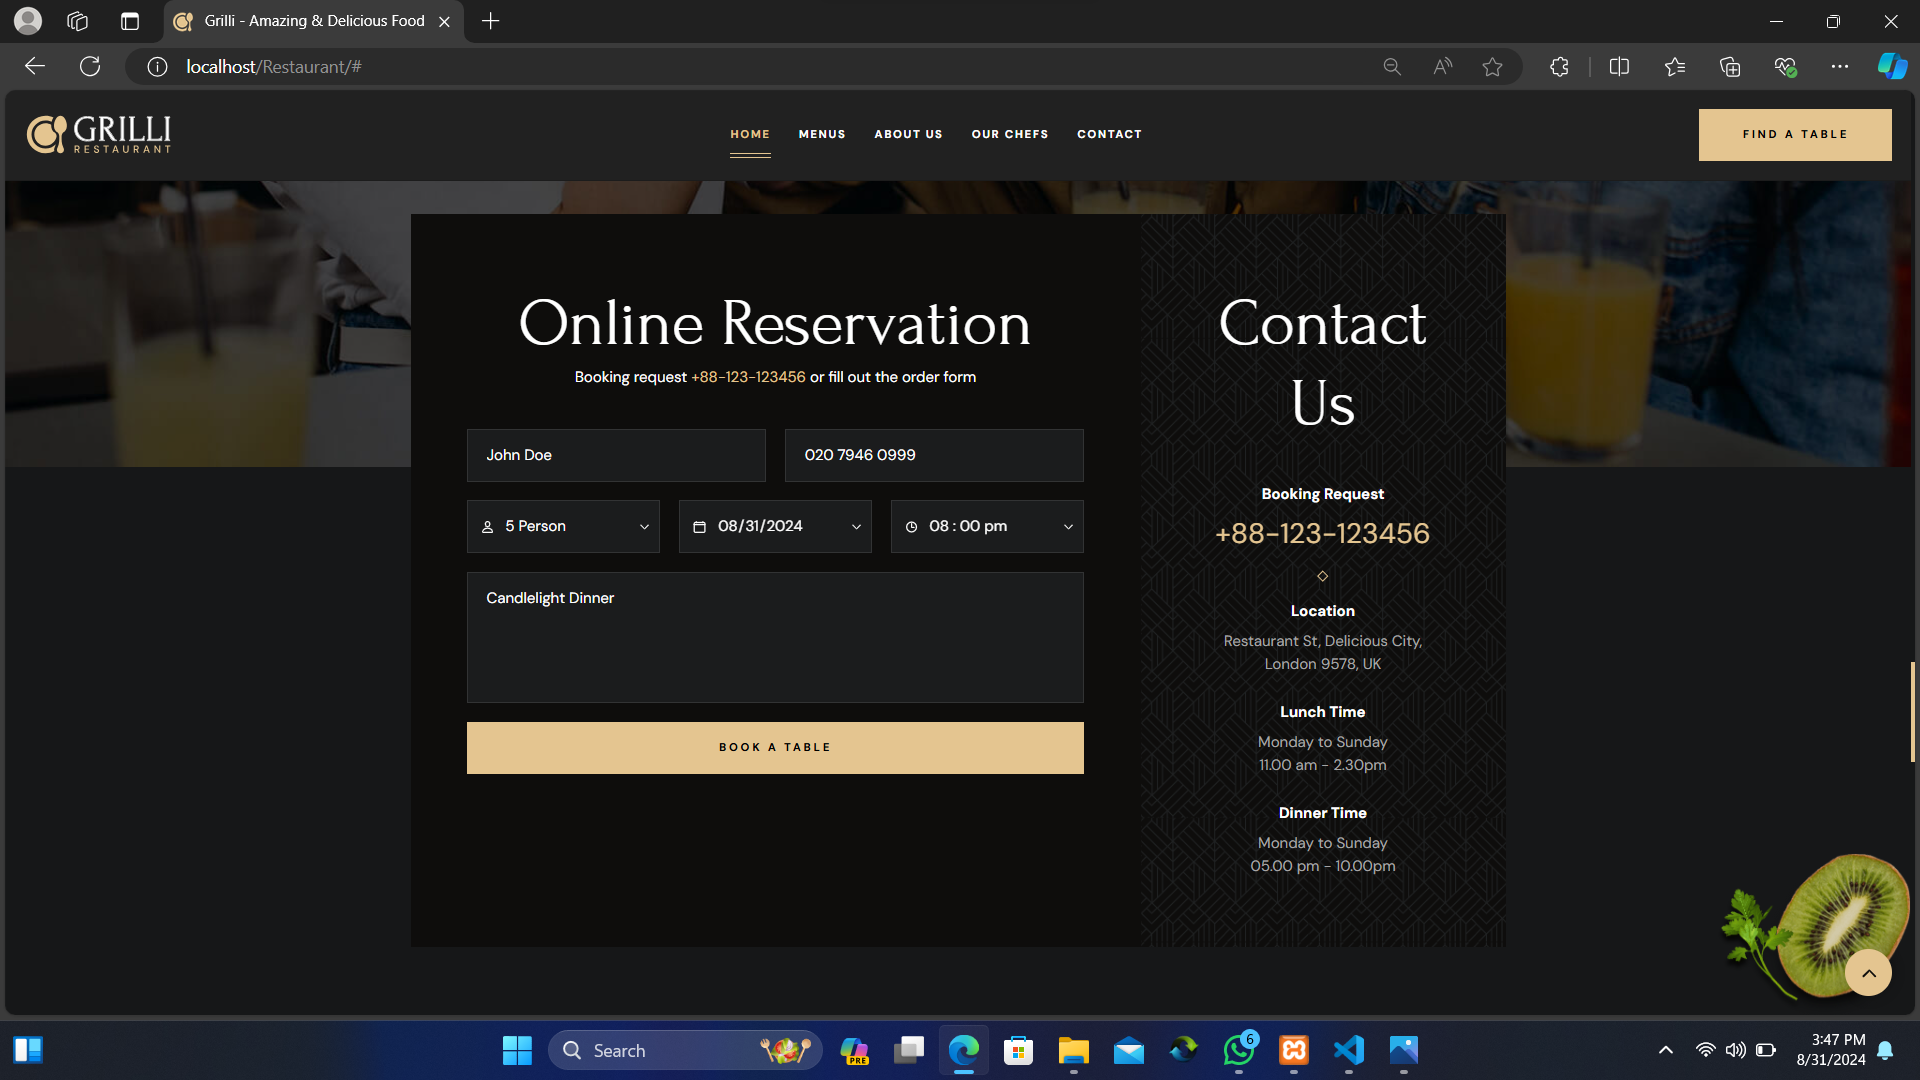 Grilli - Amazing & Delicious Food
localhost/Restaurant/#
GRILLI
RESTAURANT
HOME MENUS ABOUT US OUR CHEFS CONTACT
FIND A TABLE
Online Reservation
Booking request +88-123-123456 or fill out the order form
John Doe 020 7946 0999
5 Person 08/31/2024 08 : 00 pm
Candlelight Dinner
BOOK A TABLE
Contact
Us
Booking Request
+88-123-123456
Location
Restaurant St, Delicious City,
London 9578, UK
Lunch Time
Monday to Sunday
11.00 am - 2.30pm
Dinner Time
Monday to Sunday
05.00 pm - 10.00pm
Search
PRE
6
3:47 PM
8/31/2024